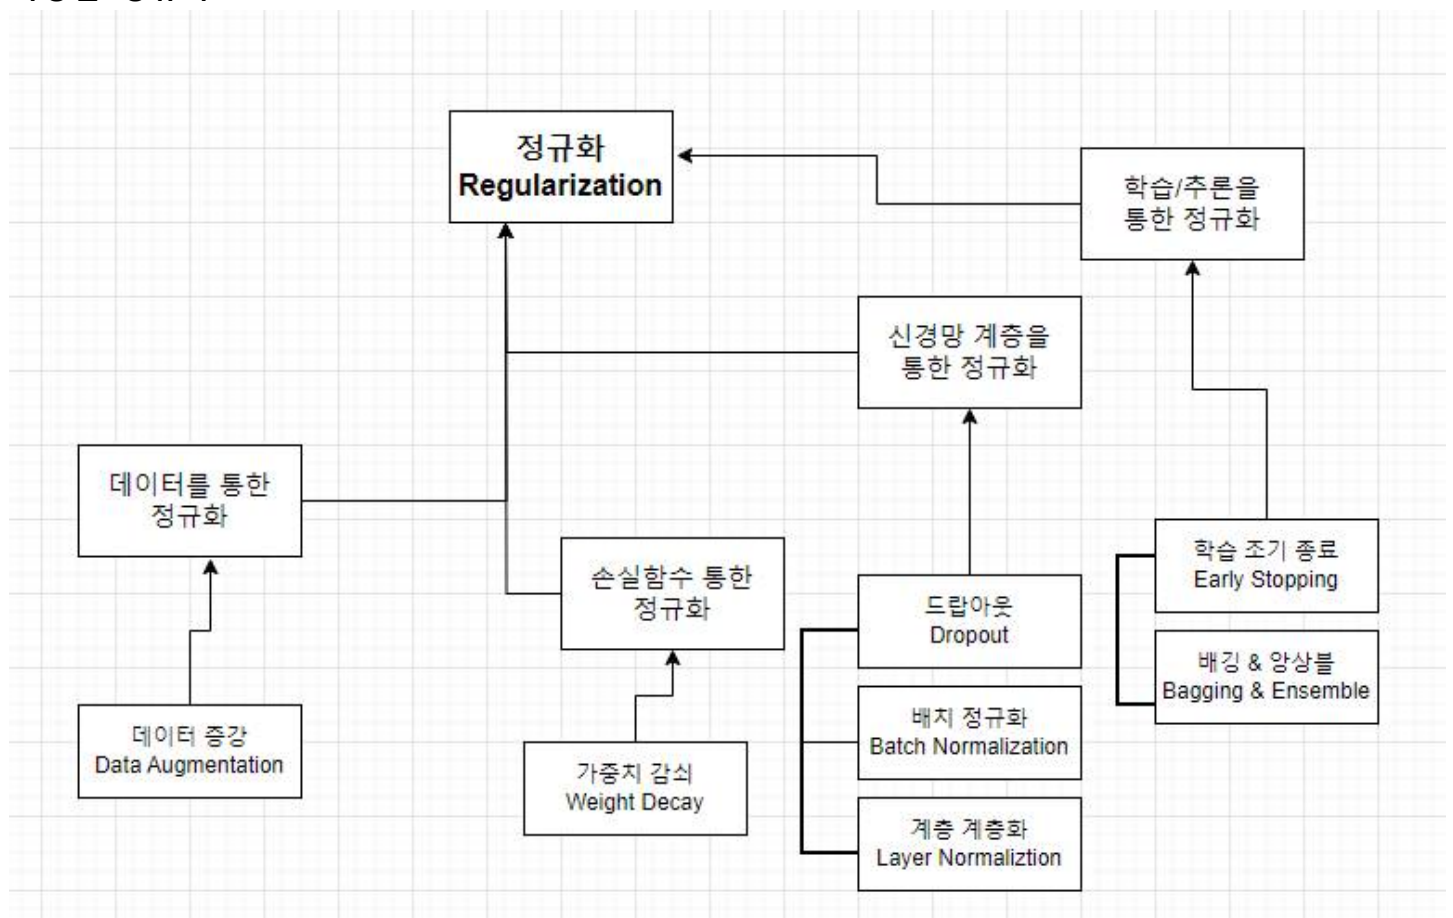 정규화
Regularization
학습/추론을
통한 정규화
신경망 계층을
통한 정규화
데이터를 통한
정규화
손실함수 통한
정규화
학습 조기 종료
Early Stopping
드랍아웃
Dropout
배깅 & 앙상블
Bagging & Ensemble
데이터 증강
Data Augmentation
배치 정규화
Batch Normalization
가중치 감쇠
Weight Decay
계층 계층화
Layer Normaliztion